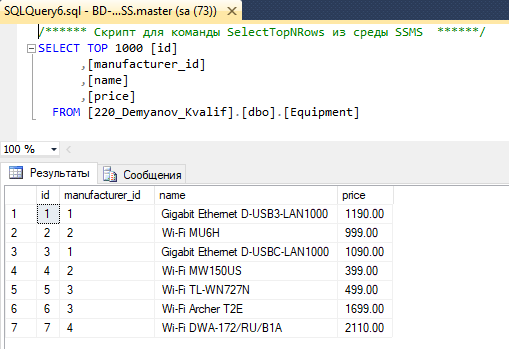 SQLQuery6.sql - BD-...SS.master (sa (73))
/****** Скрипт для команды SelectTopNRows из среды SSMS ******/
SELECT TOP 1000 [id]
,[manufacturer_id]
,[name]
,[price]
FROM [220_Demyanov_Kvalif].[dbo].[Equipment]
100 %
Результаты Сообщения
id manufacturer_id name price
1 1 1 Gigabit Ethernet D-USB3-LAN1000 1190.00
2 2 2 Wi-Fi MU6H 999.00
3 3 1 Gigabit Ethernet D-USBC-LAN1000 1090.00
4 4 2 Wi-Fi MW150US 399.00
5 5 3 Wi-Fi TL-WN727N 499.00
6 6 3 Wi-Fi Archer T2E 1699.00
7 7 4 Wi-Fi DWA-172/RU/B1A 2110.00